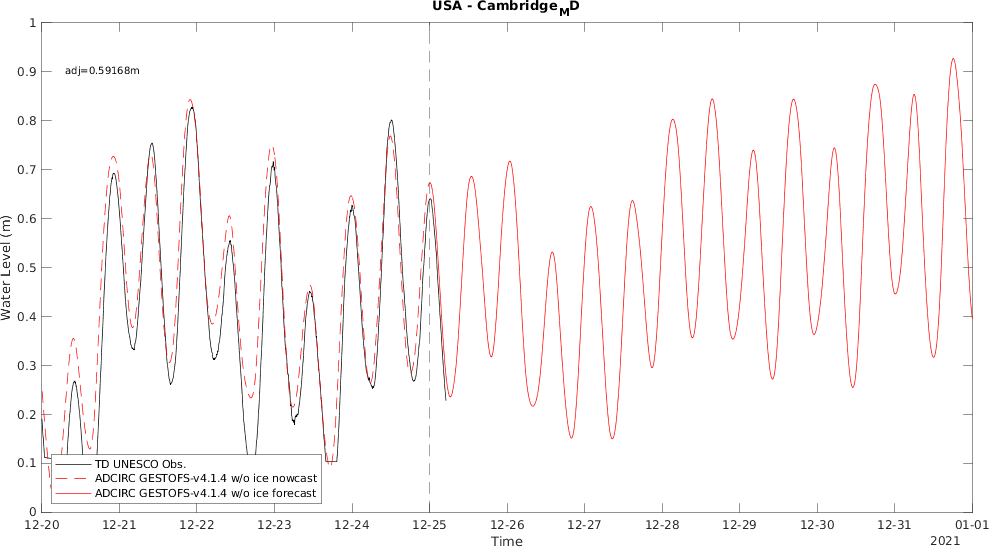 USA - Cambridge_MD
1
0.9
0.8
0.7
0.6
0.5
0.4
0.3
0.2
0.1
0
Water Level (m)
adj=0.59168m
TD UNESCO Obs.
ADCIRC GESTOFS-v4.1.4 w/o ice nowcast
ADCIRC GESTOFS-v4.1.4 w/o ice forecast
12-20 12-21 12-22 12-23 12-24 12-25 12-26 12-27 12-28 12-29 12-30 12-31 01-01
Time
2021